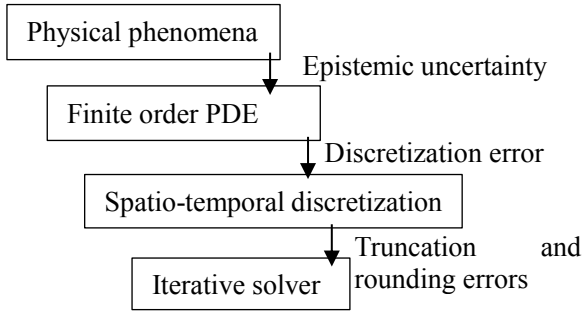 Physical phenomena
Epistemic uncertainty
Finite order PDE
Discretization error
Spatio-temporal discretization
Truncation and
rounding errors
Iterative solver